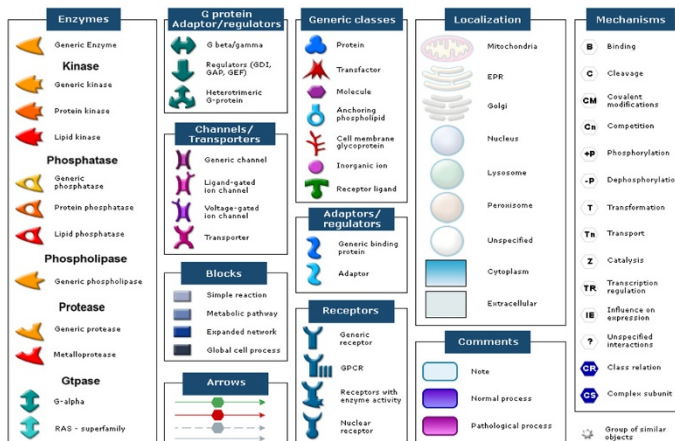 Enzymes
Generic Enzyme
Kinase
Generic kinase
Protein kinase
Lipid kinase
Phosphatase
Generic
phosphatase
Protein phosphatase
Lipid phosphatase
Phospholipase
Generic phospholipase
Protease
Generic protease
Metalloprotease
Gtpase
G-alpha
RAS - superfamily
G protein
Adaptor/regulators
G beta/gamma
Regulators (GDI,
GAP, GEF)
Heterotrimeric
G-protein
Channels/
Transporters
Generic channel
Ligand-gated
ion channel
Voltage-gated
ion channel
Transporter
Blocks
Simple reaction
Metabolic pathway
Expanded network
Global cell process
Arrows
Generic classes
Protein
Transfactor
Molecule
Anchoring
phospholipid
Cell membrane
glycoprotein
Inorganic ion
Receptor ligand
Adaptors/
regulators
Generic binding
protein
Adaptor
Receptors
Generic
receptor
GPCR
Receptors with
enzyme activity
Nuclear
receptor
Localization
Mitochondria
EPR
Golgi
Nucleus
Lysosome
Peroxisome
Unspecified
Cytoplasm
Extracellular
Comments
Note
Normal process
Pathological process
Mechanisms
B Binding
C Cleavage
CM Covalent
modifications
Cn Competition
+P Phosphorylation
-P Dephosphorylatio
T Transformation
Tn Transport
Z Catalysis
TR Transcription
regulation
IE Influence on
expression
? Unspecified
interactions
CR Class relation
CS Complex subunit
Group of similar
objects